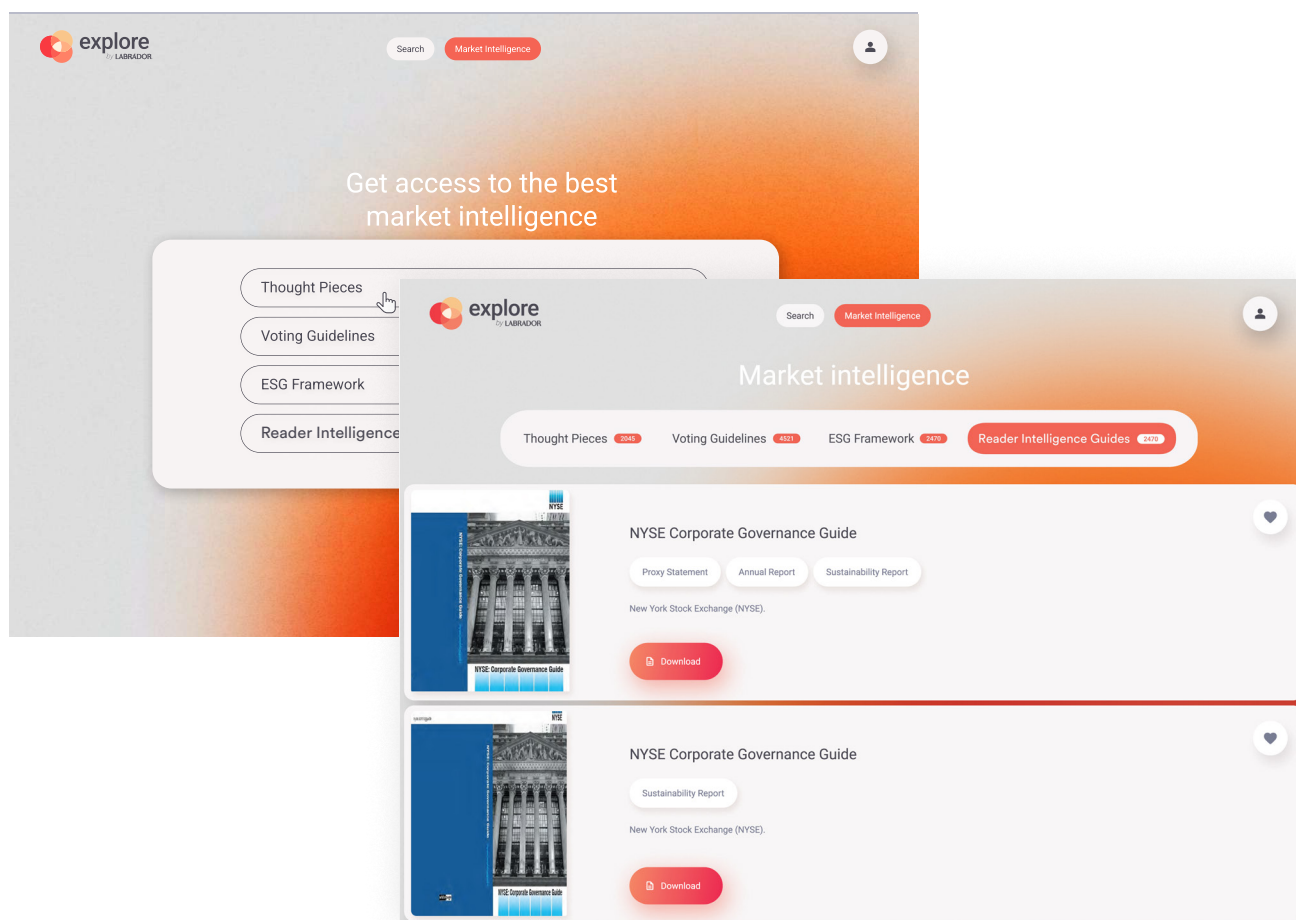 explore
by LABRADOR
Search
Market Intelligence
Get access to the best
market intelligence
Thought Pieces
Voting Guidelines
ESG Framework
Reader Intelligence
explore
by LABRADOR
Search
Market Intelligence
Market intelligence
Thought Pieces 2045
Voting Guidelines 4521
ESG Framework 2470
Reader Intelligence Guides 2470
NYSE
NYSE: Corporate Governance Guide
NYSE: Corporate Governance Guide
NYSE Corporate Governance Guide
Proxy Statement
Annual Report
Sustainability Report
New York Stock Exchange (NYSE).
Download
NYSE
NYSE: Corporate Governance Guide
NYSE Corporate Governance Guide
Sustainability Report
New York Stock Exchange (NYSE).
Download